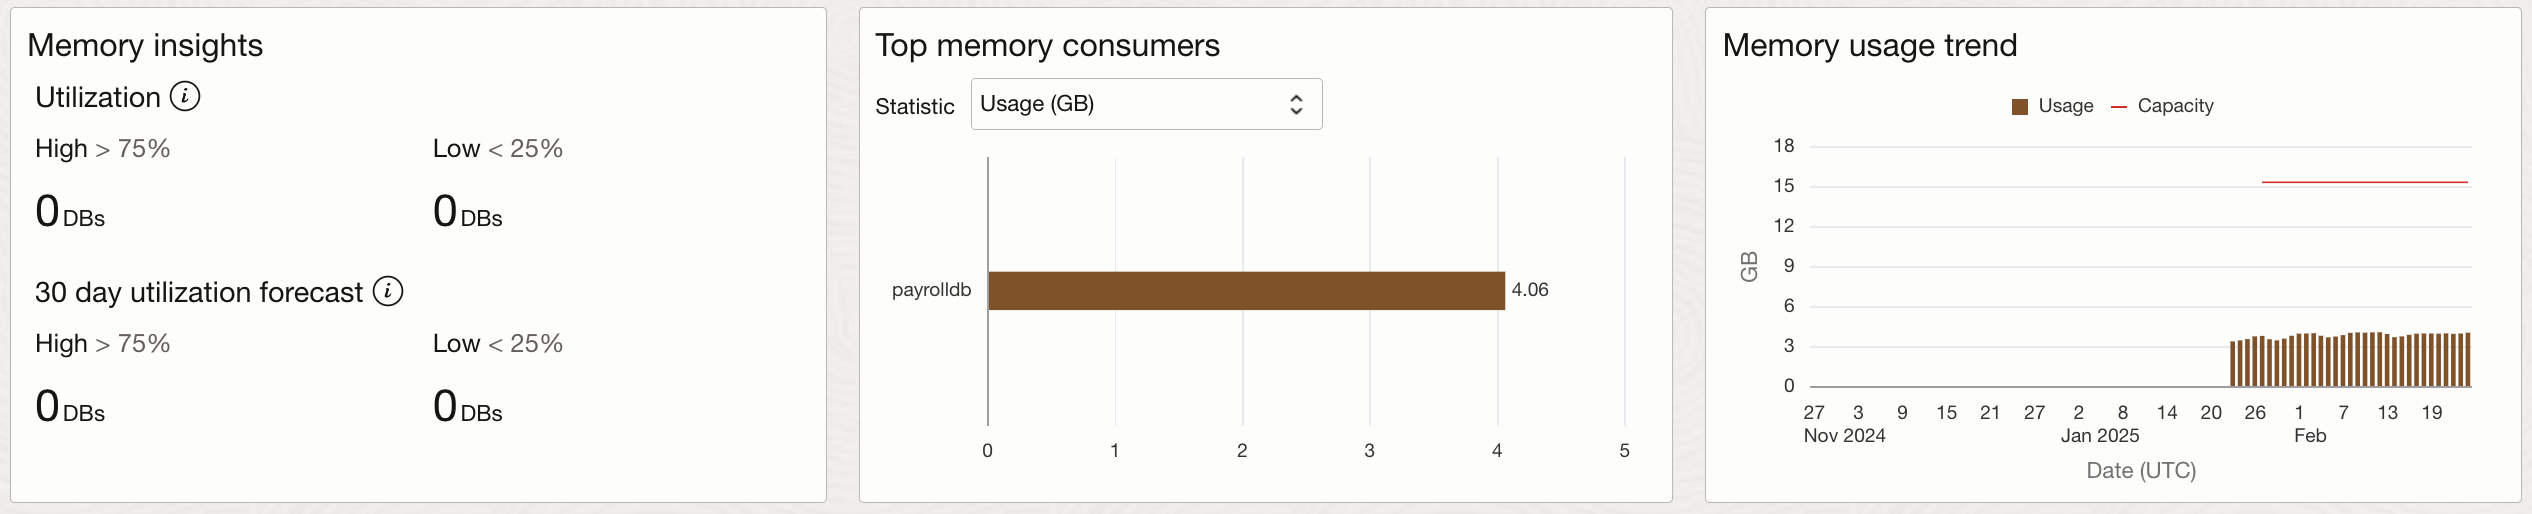 Memory insights
Utilization
High > 75%
Low < 25%
0 DBs
0 DBs
30 day utilization forecast
High > 75%
Low < 25%
0 DBs
0 DBs
Top memory consumers
Statistic
Usage (GB)
payrolldb
4.06
0 1 2 3 4 5
Memory usage trend
Usage
Capacity
18
15
12
9
6
3
0
GB
27 3 9 15 21 27 2 8 14 20 26 1 7 13 19
Nov 2024 Jan 2025 Feb
Date (UTC)